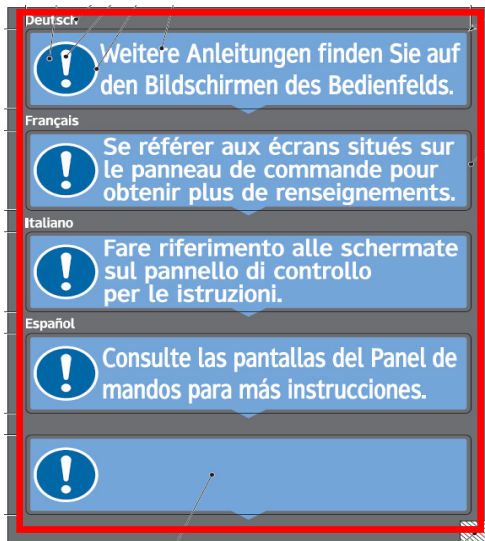 Deutsch
Weitere Anleitungen finden Sie auf
den Bildschirmen des Bedienfelds.
Français
Se référer aux écrans situés sur
le panneau de commande pour
obtenir plus de renseignements.
Italiano
Fare riferimento alle schermate
sul pannello di controllo
per le istruzioni.
Español
Consulte las pantallas del Panel de
mandos para más instrucciones.